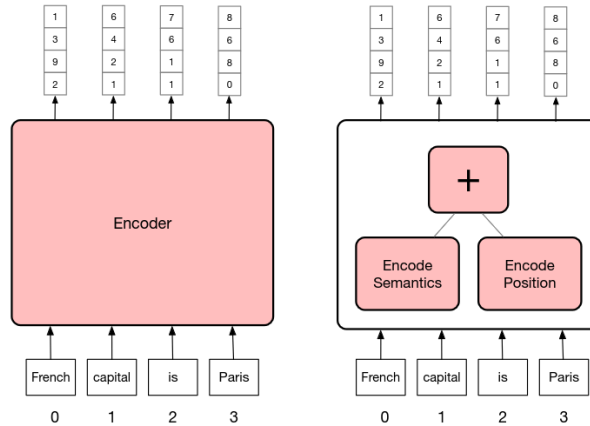 1 6 7 8
3 4 6 6
9 2 1 8
2 1 1 0
Encoder
French capital is Paris
0 1 2 3
1 6 7 8
3 4 6 6
9 2 1 8
2 1 1 0
+
Encode
Semantics
Encode
Position
French capital is Paris
0 1 2 3